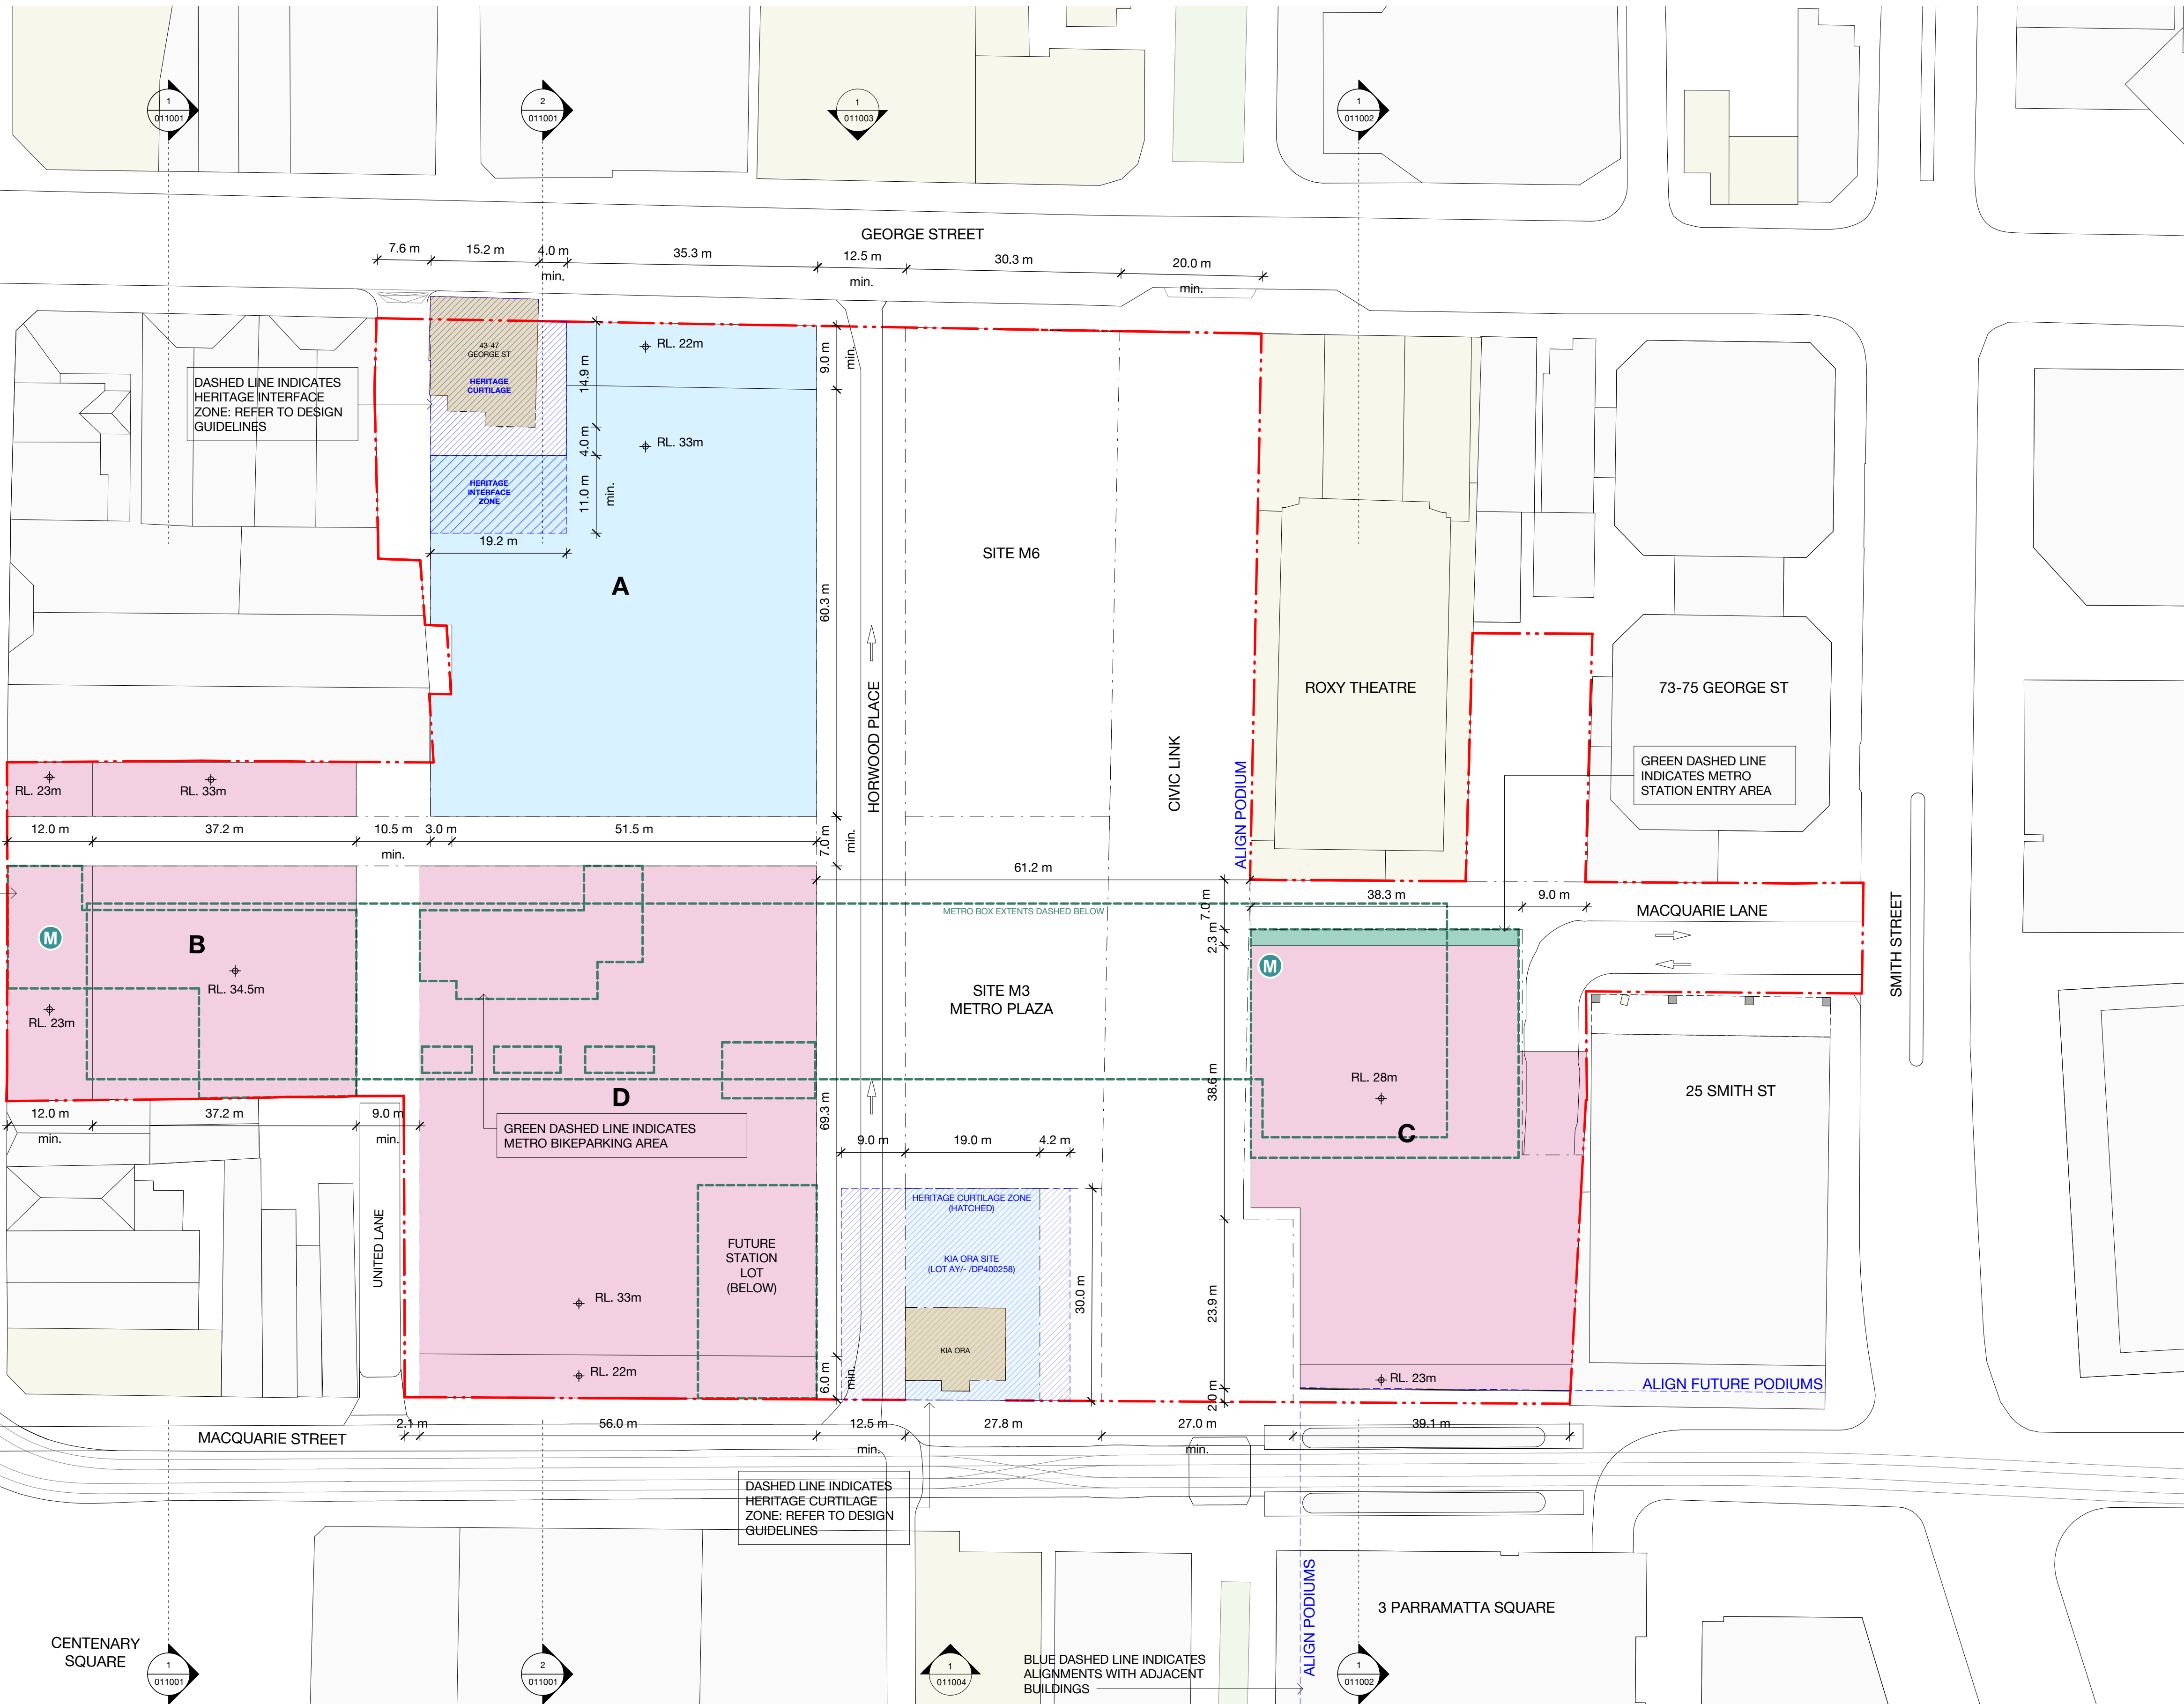 1
011001
2
011001
1
011003
1
011002
GEORGE STREET
7.6 m
15.2 m
4.0 m
min.
35.3 m
12.5 m
min.
30.3 m
20.0 m
min.
43-47
GEORGE ST
HERITAGE
CURTILAGE
DASHED LINE INDICATES
HERITAGE INTERFACE
ZONE: REFER TO DESIGN
GUIDELINES
14.9 m
RL. 22m
9.0 m
min.
RL. 33m
4.0 m
HERITAGE
INTERFACE
ZONE
11.0 m
min.
19.2 m
A
60.3 m
SITE M6
HORWOOD PLACE
CIVIC LINK
ROXY THEATRE
73-75 GEORGE ST
GREEN DASHED LINE
INDICATES METRO
STATION ENTRY AREA
ALIGN PODIUM
RL. 23m
RL. 33m
12.0 m
37.2 m
10.5 m
min.
3.0 m
51.5 m
7.0 m
min.
61.2 m
38.3 m
9.0 m
7.0 m
2.3 m
METRO BOX EXTENTS DASHED BELOW
MACQUARIE LANE
SMITH STREET
M
B
RL. 34.5m
RL. 23m
M
SITE M3
METRO PLAZA
D
38.6 m
RL. 28m
C
25 SMITH ST
12.0 m
min.
37.2 m
9.0 m
min.
GREEN DASHED LINE INDICATES
METRO BIKEPARKING AREA
69.3 m
9.0 m
19.0 m
4.2 m
UNITED LANE
FUTURE
STATION
LOT
(BELOW)
HERITAGE CURTILAGE ZONE
(HATCHED)
KIA ORA SITE
(LOT AY/- /DP400258)
30.0 m
23.9 m
RL. 33m
KIA ORA
RL. 22m
6.0 m
min.
2.0 m
RL. 23m
ALIGN FUTURE PODIUMS
MACQUARIE STREET
2.1 m
56.0 m
12.5 m
min.
27.8 m
27.0 m
min.
39.1 m
DASHED LINE INDICATES
HERITAGE CURTILAGE
ZONE: REFER TO DESIGN
GUIDELINES
ALIGN PODIUMS
3 PARRAMATTA SQUARE
CENTENARY
SQUARE
1
011001
2
011001
1
011004
BLUE DASHED LINE INDICATES
ALIGNMENTS WITH ADJACENT
BUILDINGS
1
011002